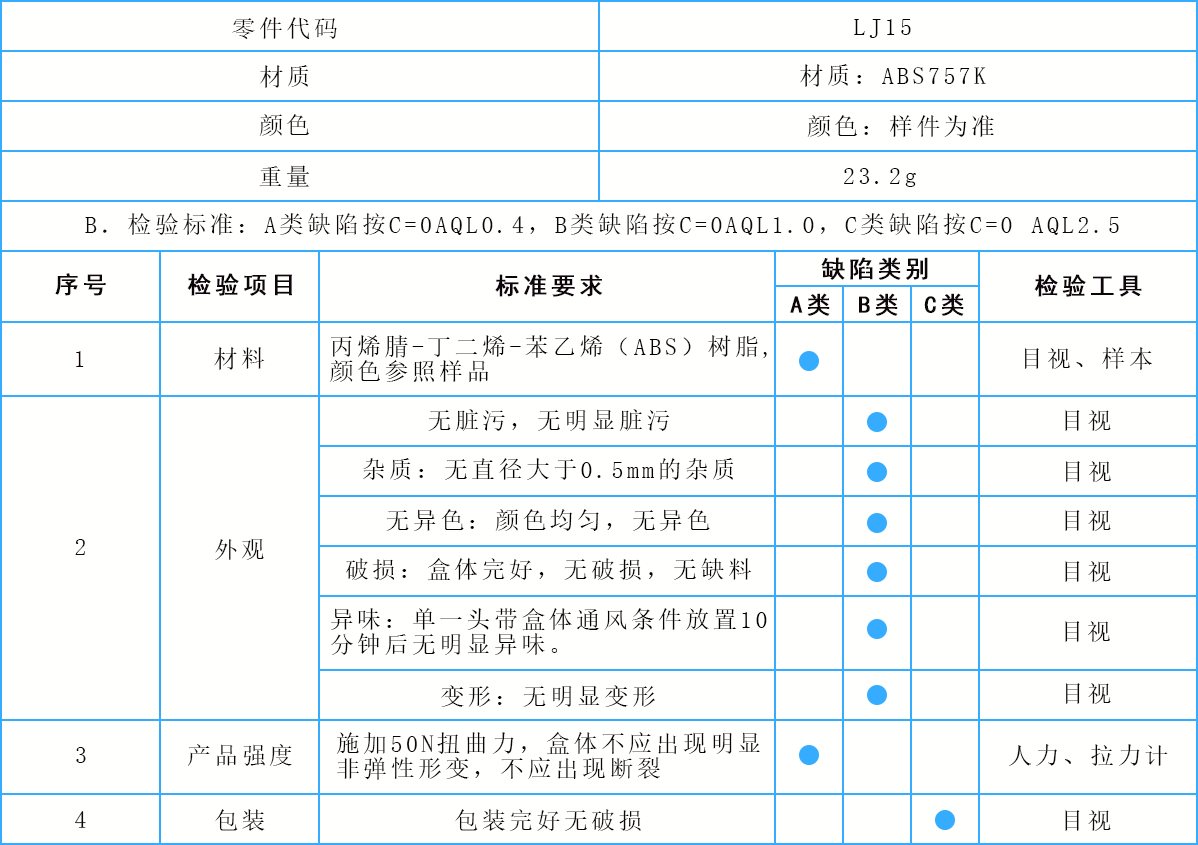 零件代码 LJ15
材质 材质：ABS757K
颜色 颜色：样件为准
重量 23.2g
B. 检验标准：A类缺陷按C=0AQL0.4，B类缺陷按C=0AQL1.0，C类缺陷按C=0 AQL2.5
序号 检验项目 标准要求 缺陷类别 检验工具
A类 B类 C类
1 材料 丙烯腈-丁二烯-苯乙烯（ABS）树脂，
颜色参照样品
目视、样本
2 外观
无脏污，无明显脏污 目视
杂质：无直径大于0.5mm的杂质 目视
无异色：颜色均匀，无异色 目视
破损：盒体完好，无破损，无缺料 目视
异味：单一头带盒体通风条件放置10
分钟后无明显异味。
目视
变形：无明显变形 目视
3 产品强度 施加50N扭曲力，盒体不应出现明显
非弹性形变，不应出现断裂
人力、拉力计
4 包装 包装完好无破损 目视